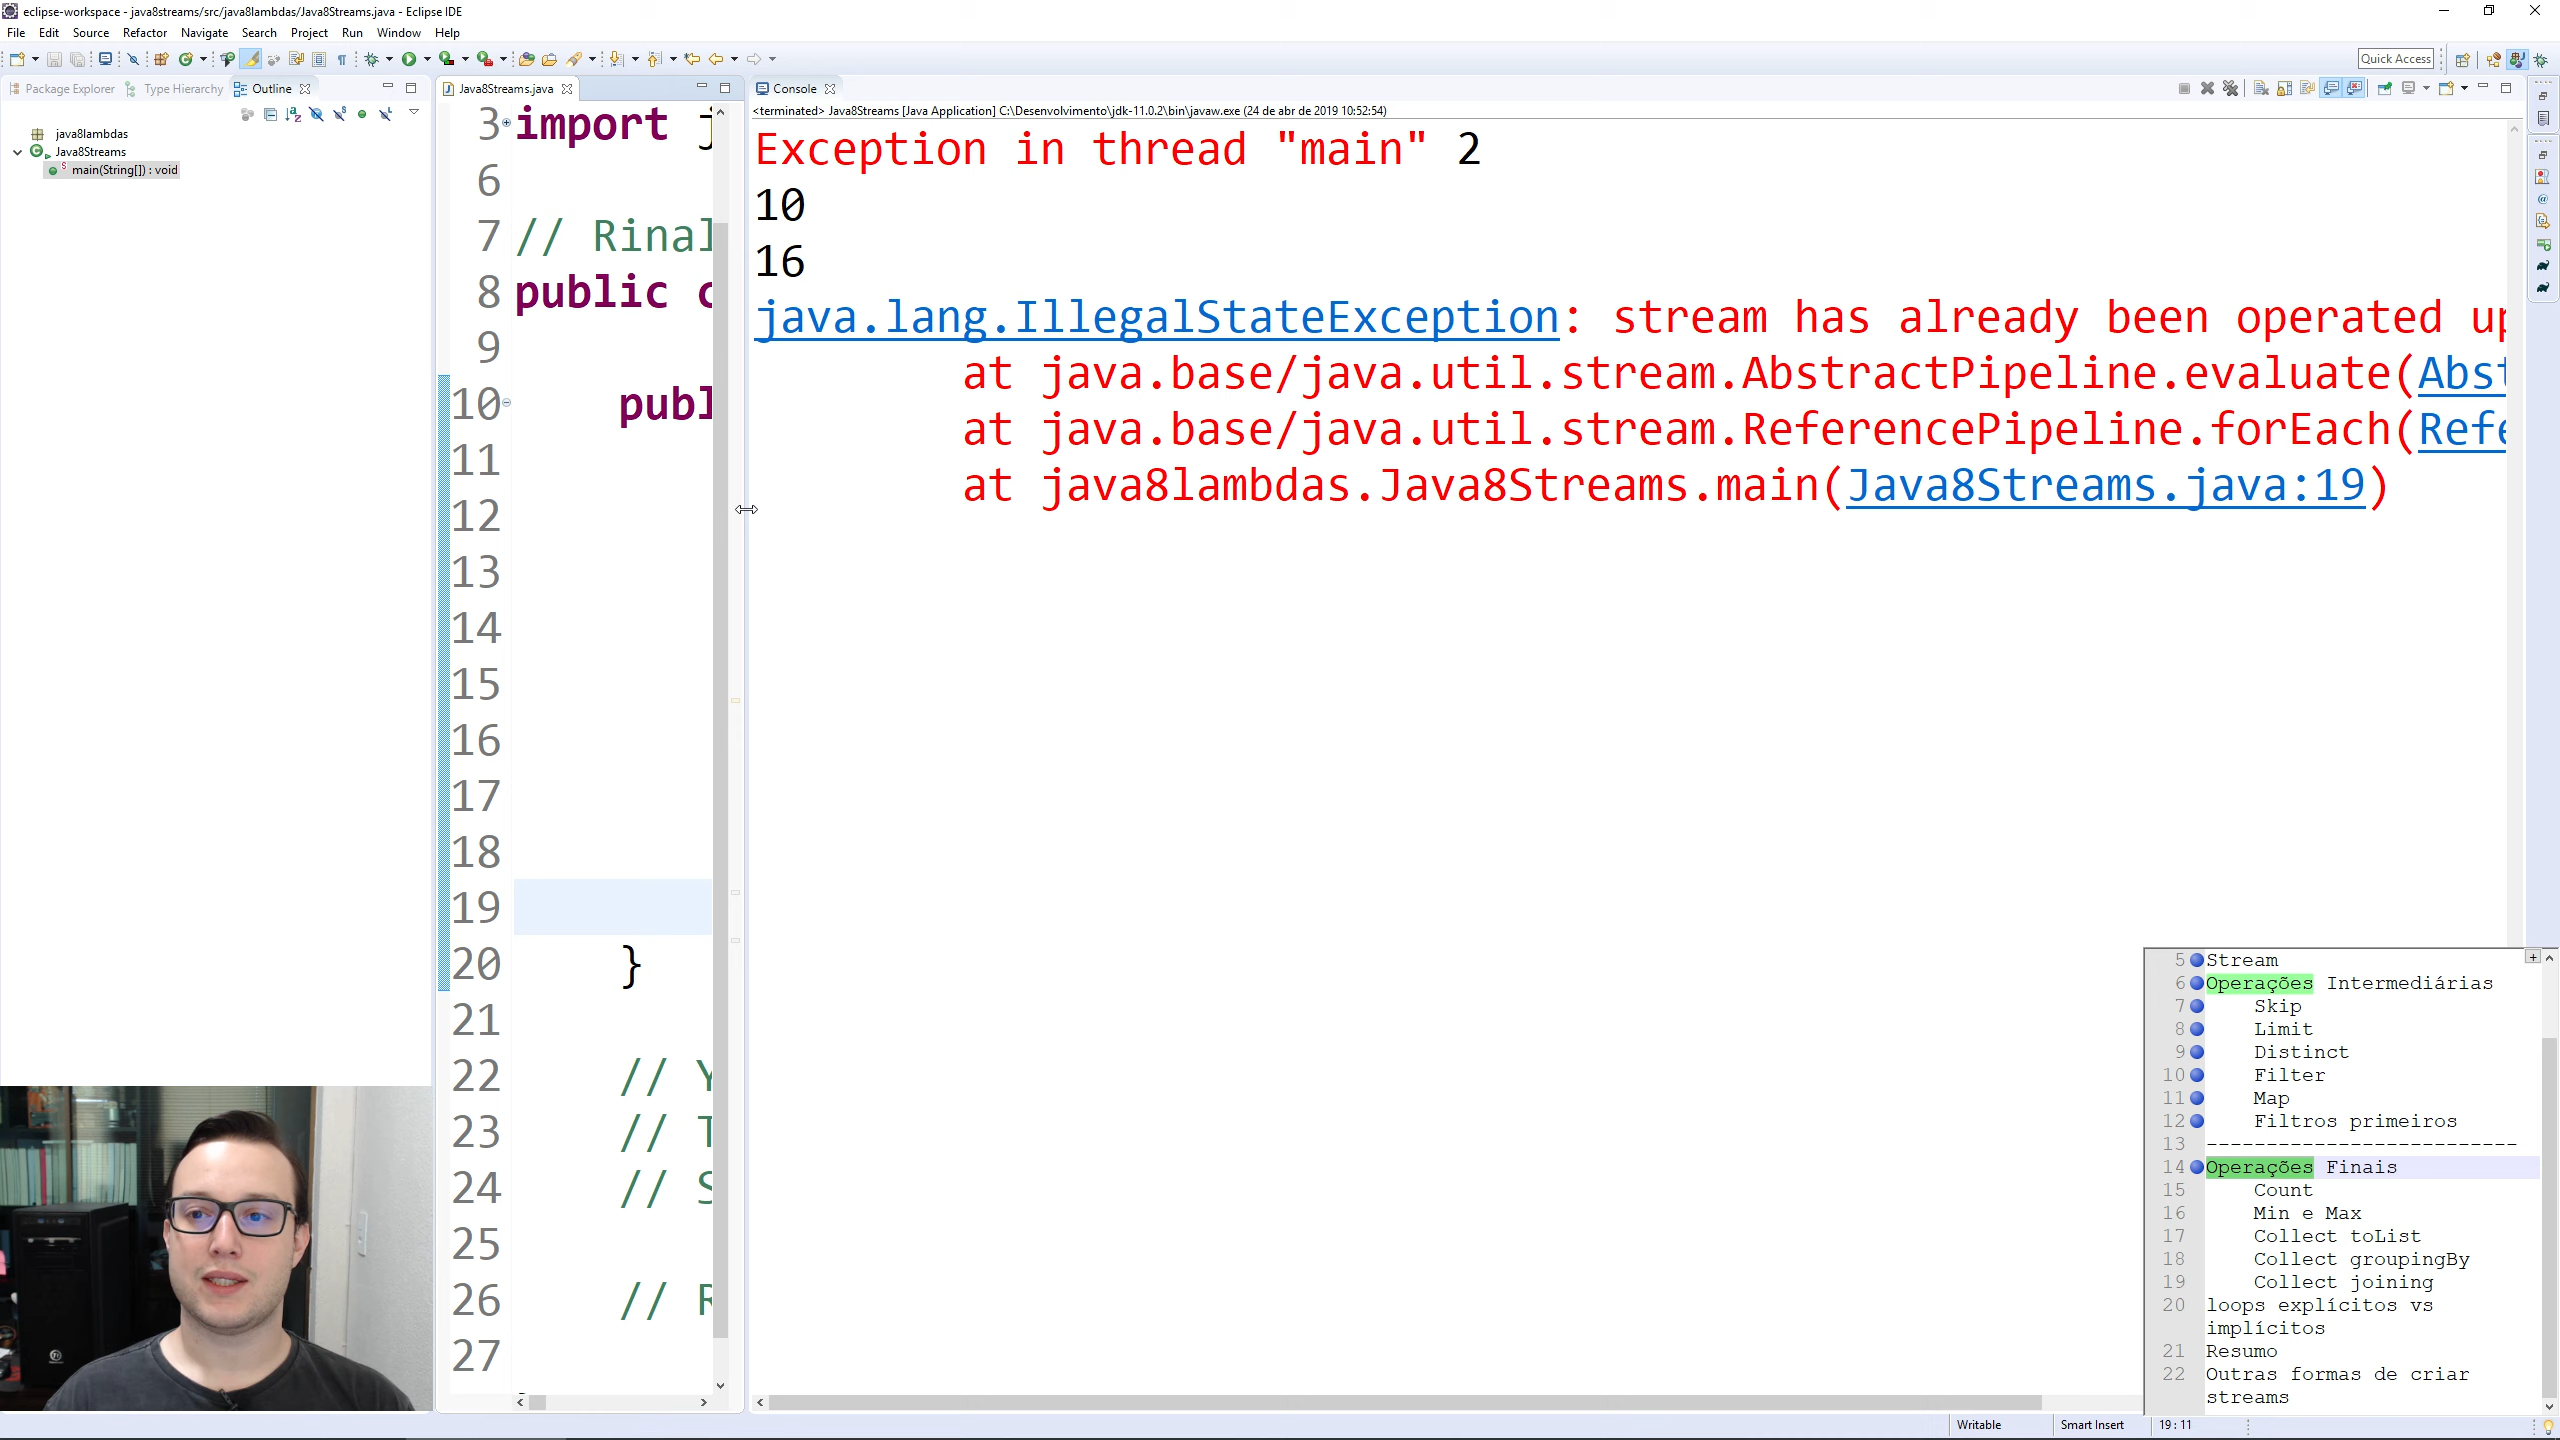 eclipse-workspace - java8streams/src/java8lambdas/Java8Streams.java - Eclipse IDE
File Edit Source Refactor Navigate Search Project Run Window Help
Quick Access
Package Explorer Type Hierarchy Outline
java8lambdas
Java8Streams
main(String[]) : void
Java8Streams.java
3 import j
6
7 // Rinal
8 public c
9
10 publ
11
12
13
14
15
16
17
18
19
20 }
21
22 // Y
23 // T
24 // S
25
26 // R
27
Console
<terminated> Java8Streams [Java Application] C:\Desenvolvimento\jdk-11.0.2\bin\javaw.exe (24 de abr de 2019 10:52:54)
Exception in thread "main" 2
10
16
java.lang.IllegalStateException: stream has already been operated up
at java.base/java.util.stream.AbstractPipeline.evaluate(Abst
at java.base/java.util.stream.ReferencePipeline.forEach(Refe
at java8lambdas.Java8Streams.main(Java8Streams.java:19)
5 Stream
6 Operações Intermediárias
7 Skip
8 Limit
9 Distinct
10 Filter
11 Map
12 Filtros primeiros
13 --------------------------
14 Operações Finais
15 Count
16 Min e Max
17 Collect toList
18 Collect groupingBy
19 Collect joining
20 loops explícitos vs
implícitos
21 Resumo
22 Outras formas de criar
streams
Writable Smart Insert 19 : 11